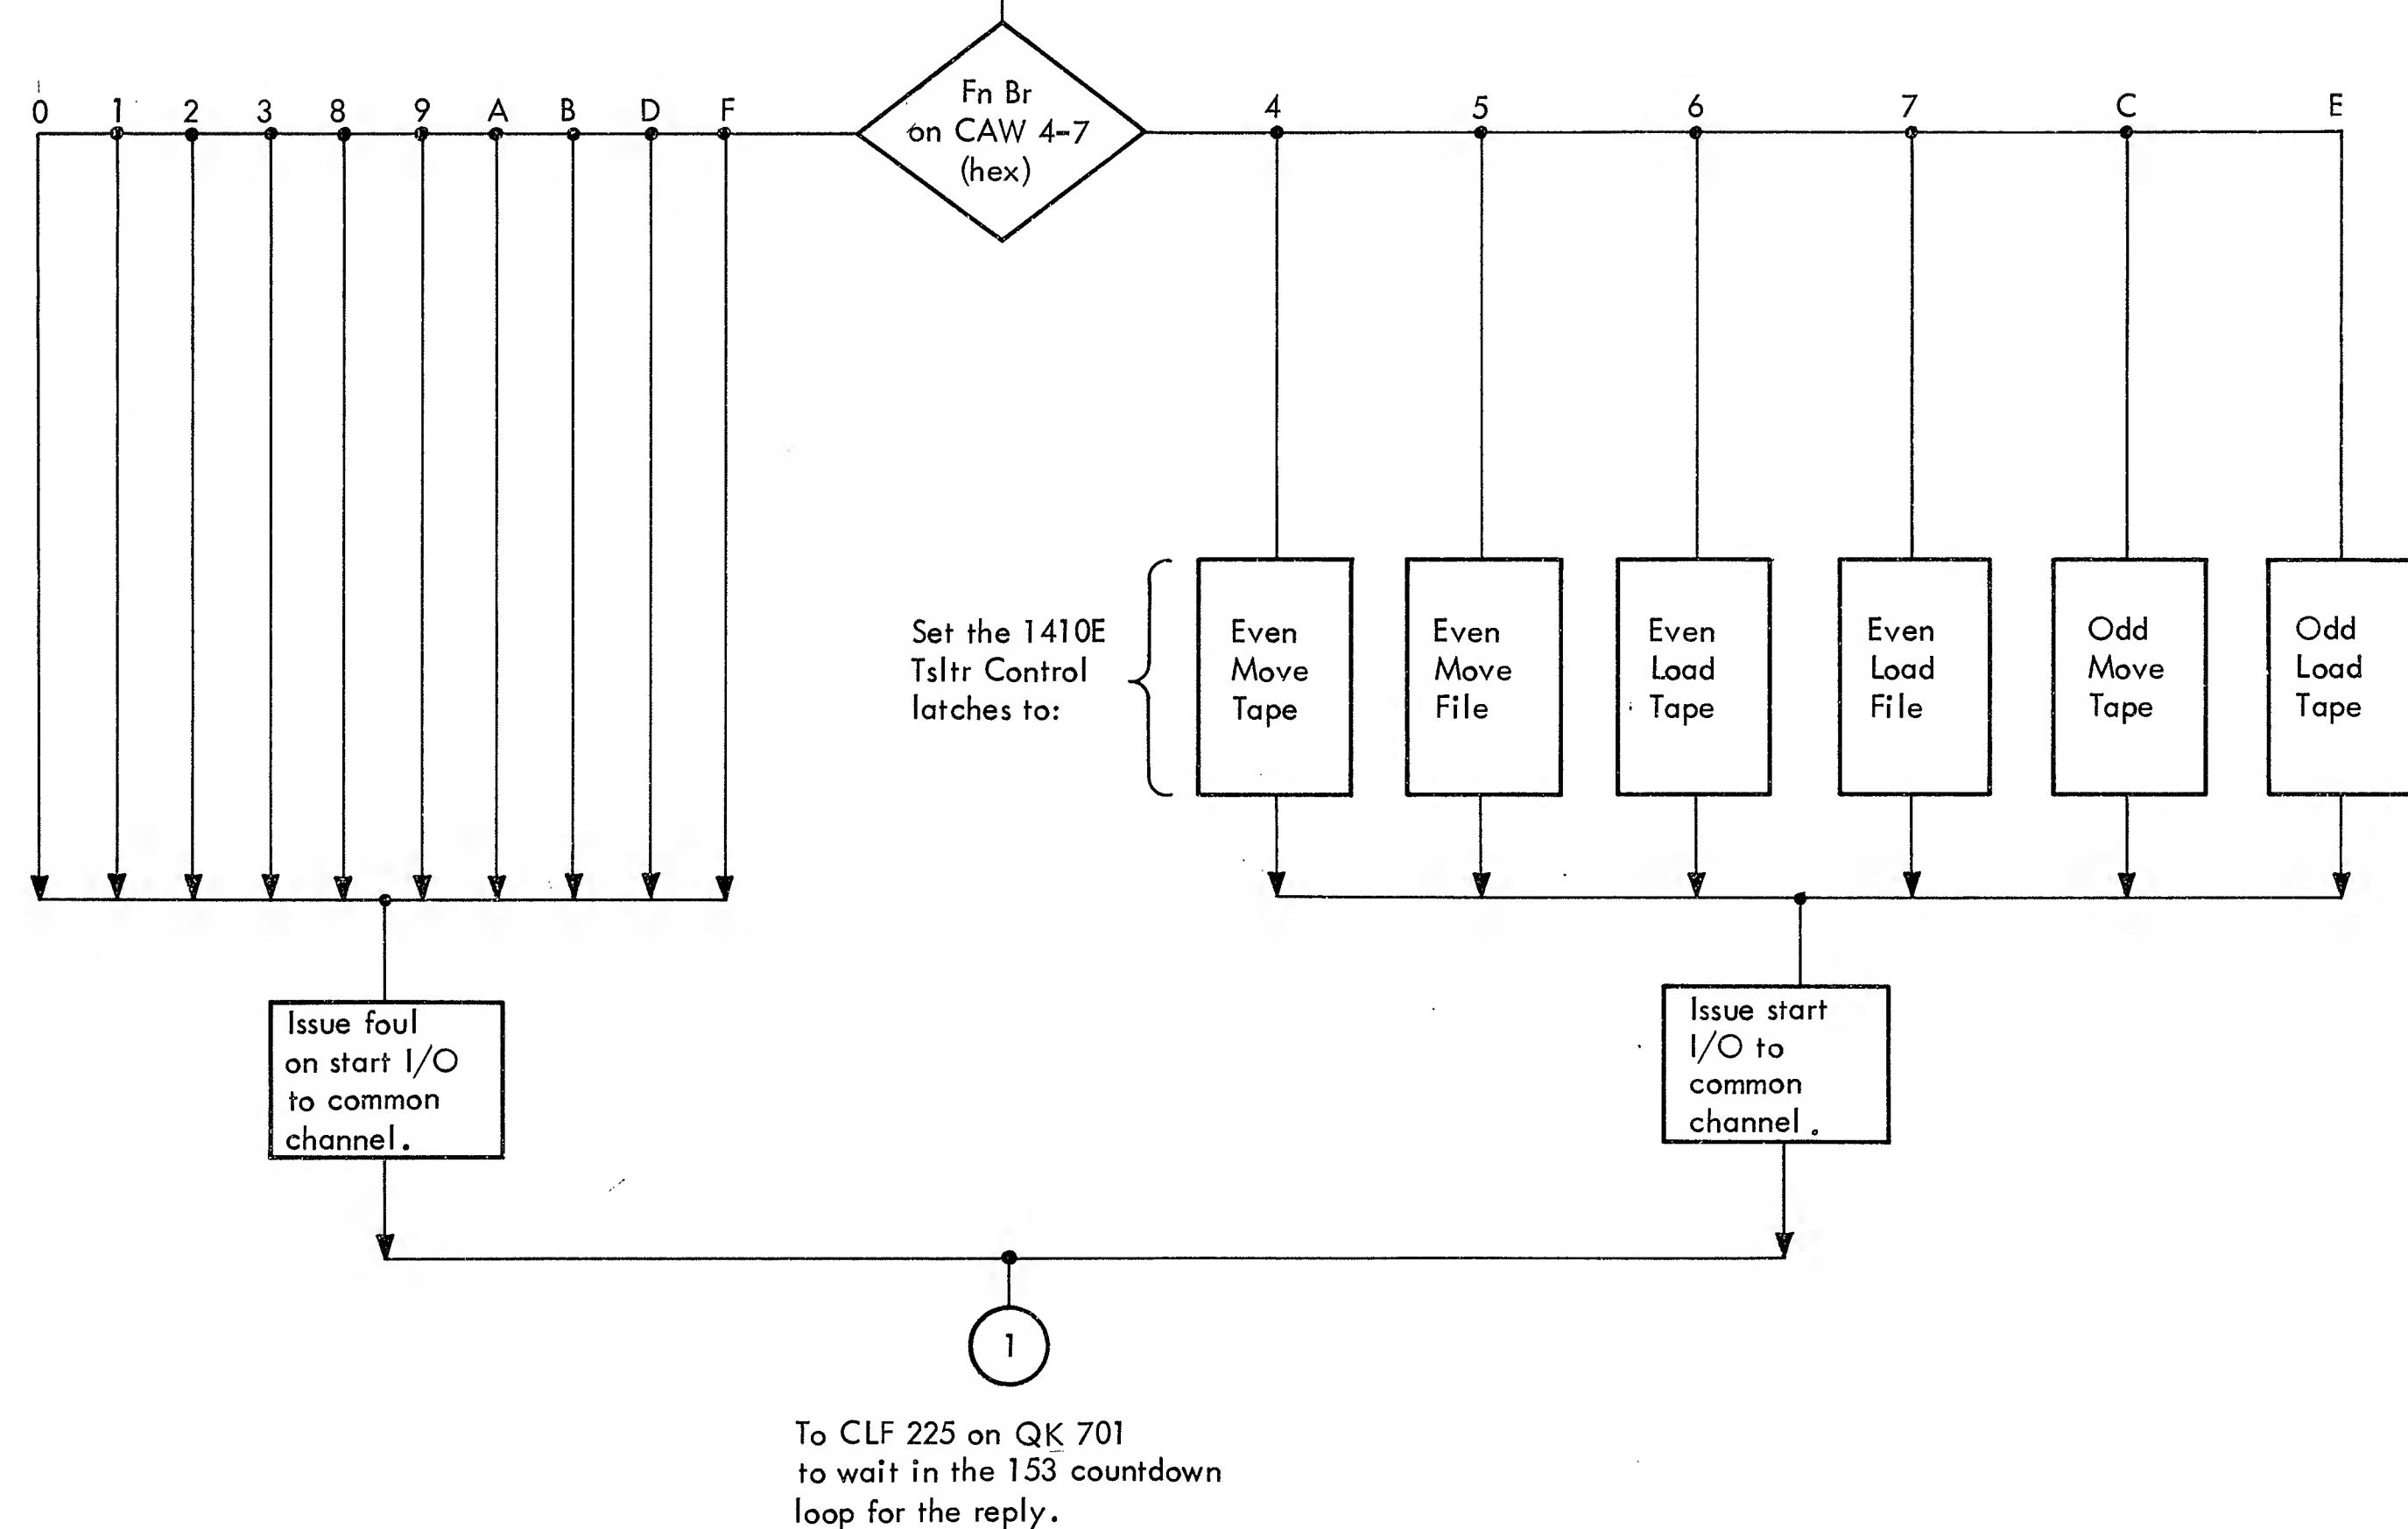 Fn Br
on CAW 4-7
(hex)
0 1 2 3 8 9 A B D F
4 5 6 7 C E
Set the 1410E
Tsltr Control
latches to:
Even
Move
Tape
Even
Move
File
Even
Load
Tape
Even
Load
File
Odd
Move
Tape
Odd
Load
Tape
Issue foul
on start I/O
to common
channel.
Issue start
I/O to
common
channel.
1
To CLF 225 on QK 701
to wait in the 153 countdown
loop for the reply.